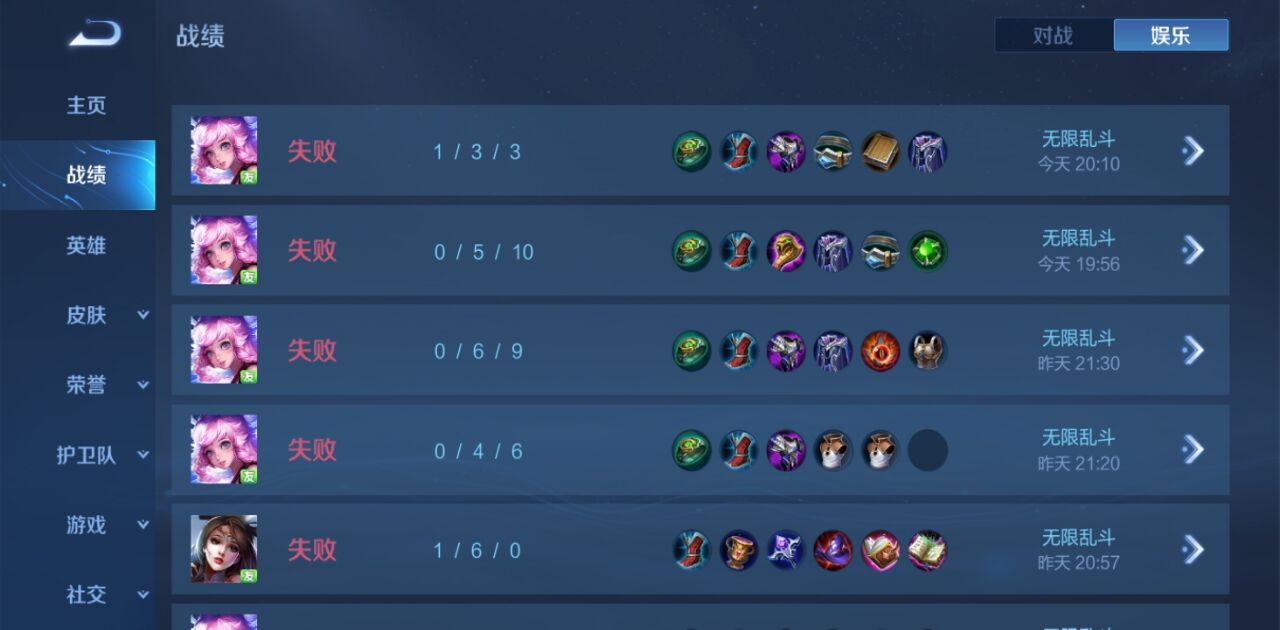 战绩
对战
娱乐
主页
战绩
英雄
皮肤
荣誉
护卫队
游戏
社交
友
失败
1 / 3 / 3
无限乱斗
今天 20:10
友
失败
0 / 5 / 10
无限乱斗
今天 19:56
友
失败
0 / 6 / 9
无限乱斗
昨天 21:30
友
失败
0 / 4 / 6
无限乱斗
昨天 21:20
友
失败
1 / 6 / 0
无限乱斗
昨天 20:57